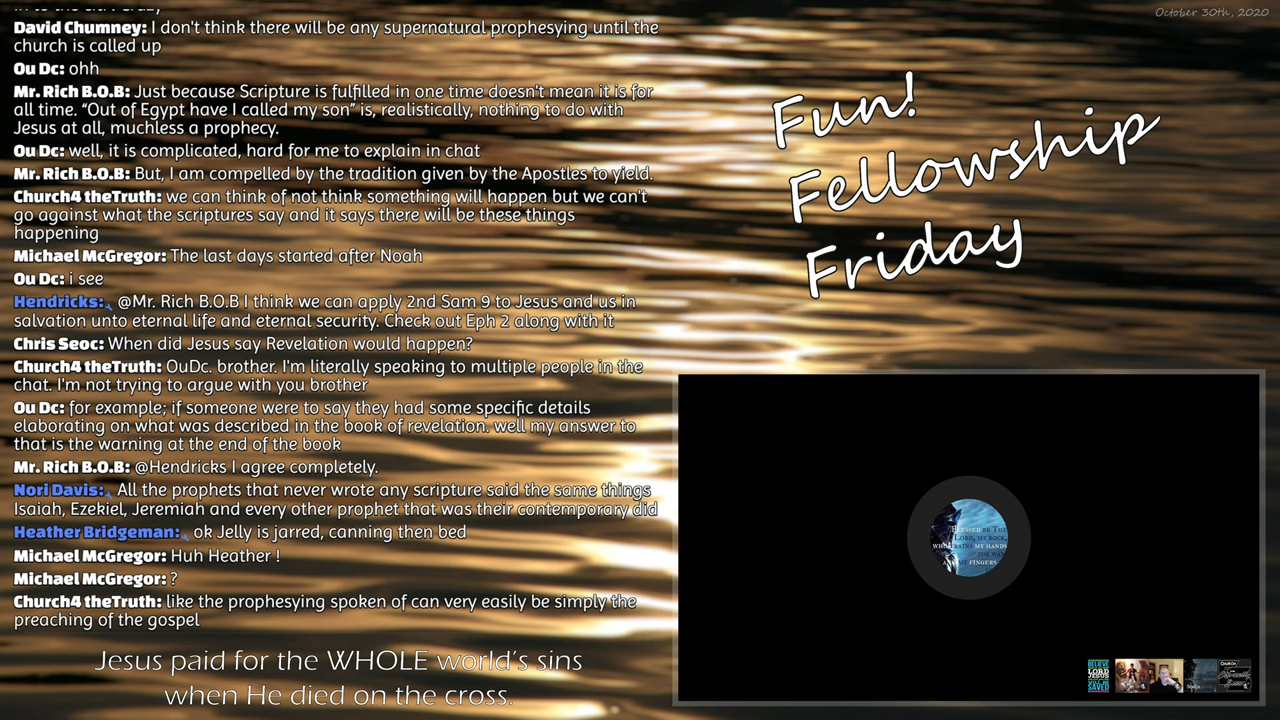 October 30th, 2020
David Chumney: I don't think there will be any supernatural prophesying until the
church is called up
Ou Dc: ohh
Mr. Rich B.O.B: Just because Scripture is fulfilled in one time doesn't mean it is for
all time. “Out of Egypt have I called my son” is, realistically, nothing to do with
Jesus at all, muchless a prophecy.
Ou Dc: well, it is complicated, hard for me to explain in chat
Mr. Rich B.O.B: But, I am compelled by the tradition given by the Apostles to yield.
Church4 theTruth: we can think of not think something will happen but we can't
go against what the scriptures say and it says there will be these things
happening
Michael McGregor: The last days started after Noah
Ou Dc: i see
Hendricks: @Mr. Rich B.O.B I think we can apply 2nd Sam 9 to Jesus and us in
salvation unto eternal life and eternal security. Check out Eph 2 along with it
Chris Seoc: When did Jesus say Revelation would happen?
Church4 theTruth: OuDc. brother. I'm literally speaking to multiple people in the
chat. I'm not trying to argue with you brother
Ou Dc: for example; if someone were to say they had some specific details
elaborating on what was described in the book of revelation. well my answer to
that is the warning at the end of the book
Mr. Rich B.O.B: @Hendricks I agree completely.
Nori Davis: All the prophets that never wrote any scripture said the same things
Isaiah, Ezekiel, Jeremiah and every other prophet that was their contemporary did
Heather Bridgeman: ok Jelly is jarred, canning then bed
Michael McGregor: Huh Heather !
Michael McGregor: ?
Church4 theTruth: like the prophesying spoken of can very easily be simply the
preaching of the gospel
Jesus paid for the WHOLE world's sins
when He died on the cross.
Fun!
Fellowship
Friday
Blessed be The
Lord, my rock,
my hands
for war
my fingers
BELIEVE
LORD
JESUS
SAVED
Church